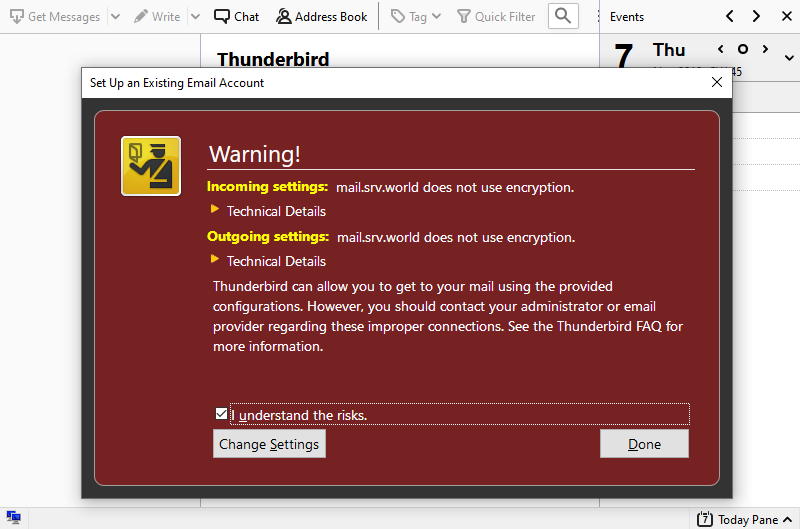 Get Messages Write Chat Address Book Tag Quick Filter Events
7 Thu
Thunderbird
45
Set Up an Existing Email Account
Warning!
Incoming settings: mail.srv.world does not use encryption.
Technical Details
Outgoing settings: mail.srv.world does not use encryption.
Technical Details
Thunderbird can allow you to get to your mail using the provided
configurations. However, you should contact your administrator or email
provider regarding these improper connections. See the Thunderbird FAQ for
more information.
I understand the risks.
Change Settings Done
7 Today Pane